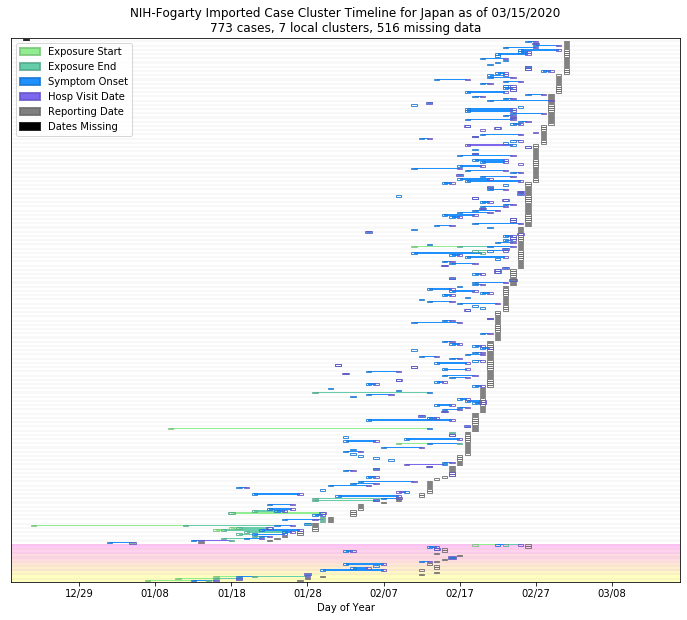 NIH-Fogarty Imported Case Cluster Timeline for Japan as of 03/15/2020
773 cases, 7 local clusters, 516 missing data
Exposure Start
Exposure End
Symptom Onset
Hosp Visit Date
Reporting Date
Dates Missing
12/29 01/08 01/18 01/28 02/07 02/17 02/27 03/08
Day of Year